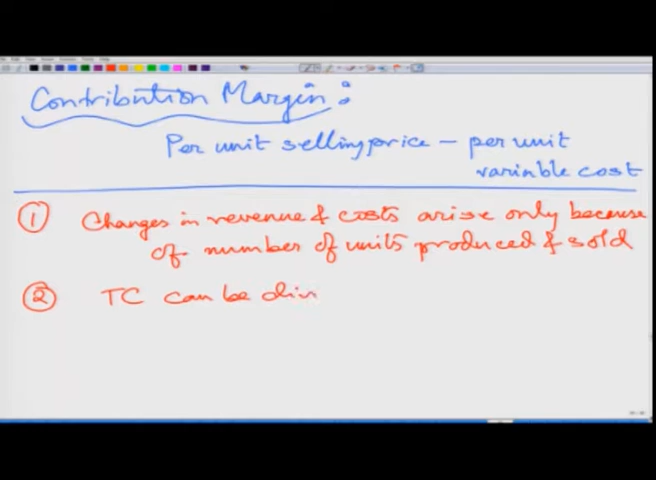 Contribution Margin :
Per unit selling price – per unit
variable cost
① Changes in revenue & costs arise only because
of number of units produced & sold
② TC can be divi